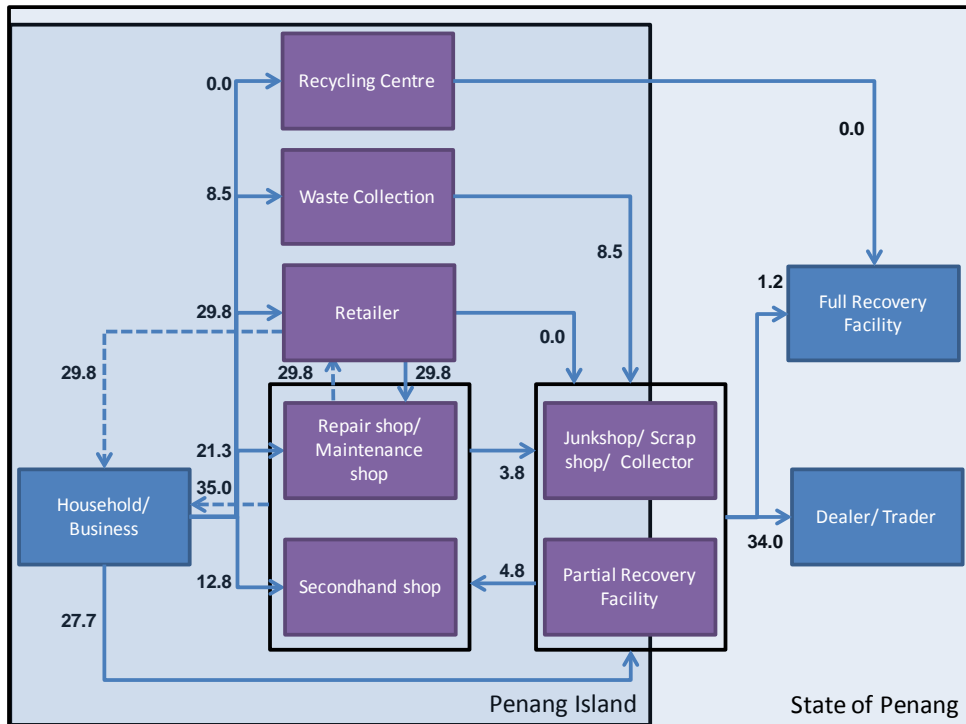 Recycling Centre
0.0
0.0
Waste Collection
8.5
8.5
1.2
Full Recovery
Facility
Retailer
29.8
0.0
29.8
29.8
29.8
Repair shop/
Maintenance
shop
Junkshop/ Scrap
shop/ Collector
21.3
3.8
35.0
Household/
Business
Dealer/ Trader
34.0
12.8
Secondhand shop
4.8
Partial Recovery
Facility
27.7
Penang Island
State of Penang